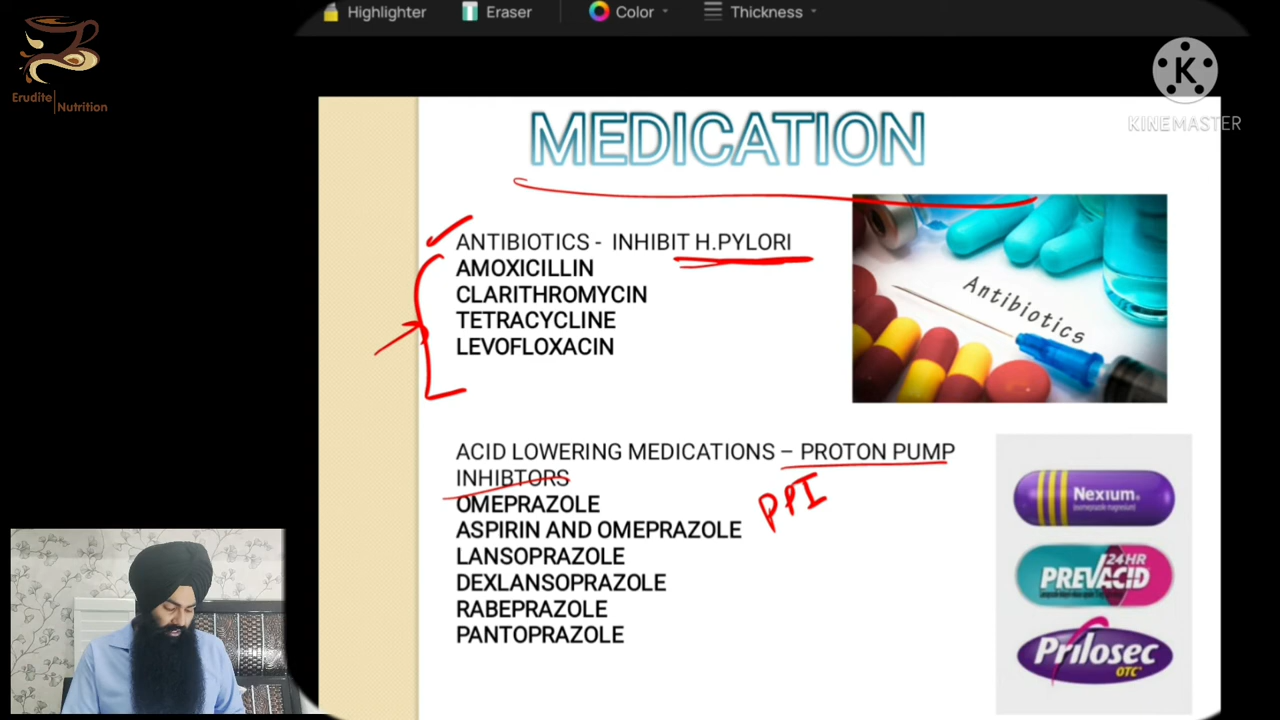 Highlighter
Eraser
Color
Thickness
Erudite
Nutrition
K
KINEMASTER
MEDICATION
ANTIBIOTICS - INHIBIT H.PYLORI
AMOXICILLIN
CLARITHROMYCIN
TETRACYCLINE
LEVOFLOXACIN
Antibiotics
ACID LOWERING MEDICATIONS – PROTON PUMP
INHIBTORS
PPI
OMEPRAZOLE
ASPIRIN AND OMEPRAZOLE
LANSOPRAZOLE
DEXLANSOPRAZOLE
RABEPRAZOLE
PANTOPRAZOLE
Nexium
24HR
PREVACID
Prilosec
OTC